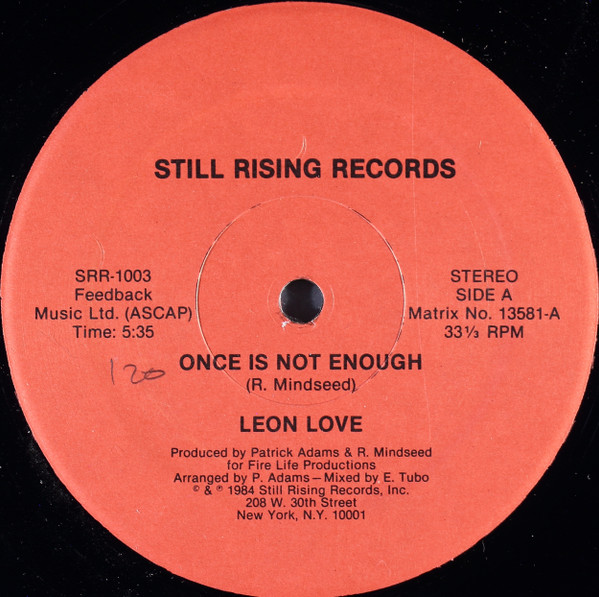 STILL RISING RECORDS
SRR-1003
Feedback
Music Ltd. (ASCAP)
Time: 5:35
STEREO
SIDE A
Matrix No. 13581-A
33⅓ RPM
120
ONCE IS NOT ENOUGH
(R. Mindseed)
LEON LOVE
Produced by Patrick Adams & R. Mindseed
for Fire Life Productions
Arranged by P. Adams — Mixed by E. Tubo
© & ℗ 1984 Still Rising Records, Inc.
208 W. 30th Street
New York, N.Y. 10001